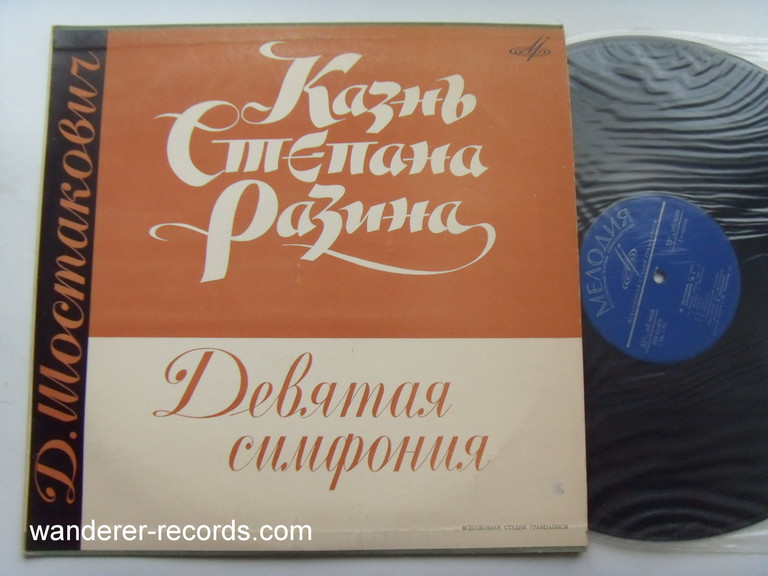 Д. Шостакович
Казнь
Степана
Разина
Девятая
симфония
ВСЕСОЮЗНАЯ СТУДИЯ ГРАМЗАПИСИ
МЕЛОДИЯ
wanderer-records.com